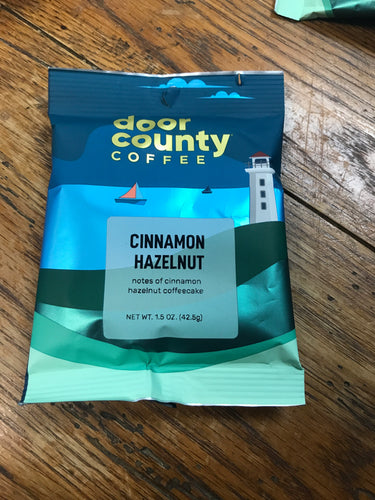 door
county
COFFEE
CINNAMON
HAZELNUT
notes of cinnamon
hazelnut coffeecake
NET WT. 1.5 OZ. (42.5g)